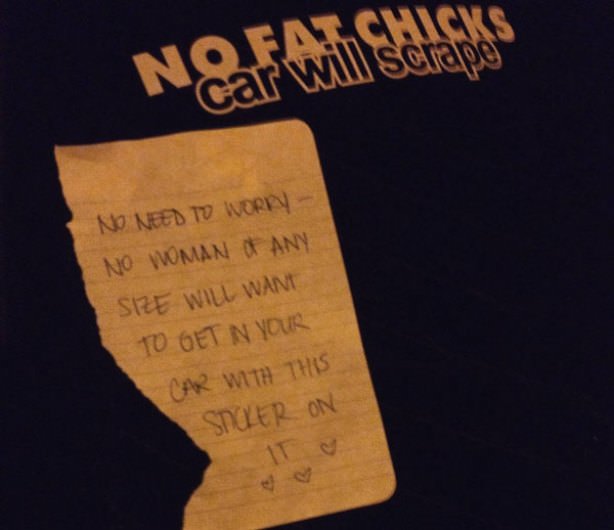 NO FAT CHICKS
car will scrape
NO NEED TO WORRY –
NO WOMAN OF ANY
SIZE WILL WANT
TO GET IN YOUR
CAR WITH THIS
STICKER ON
IT ♡
♡ ♡